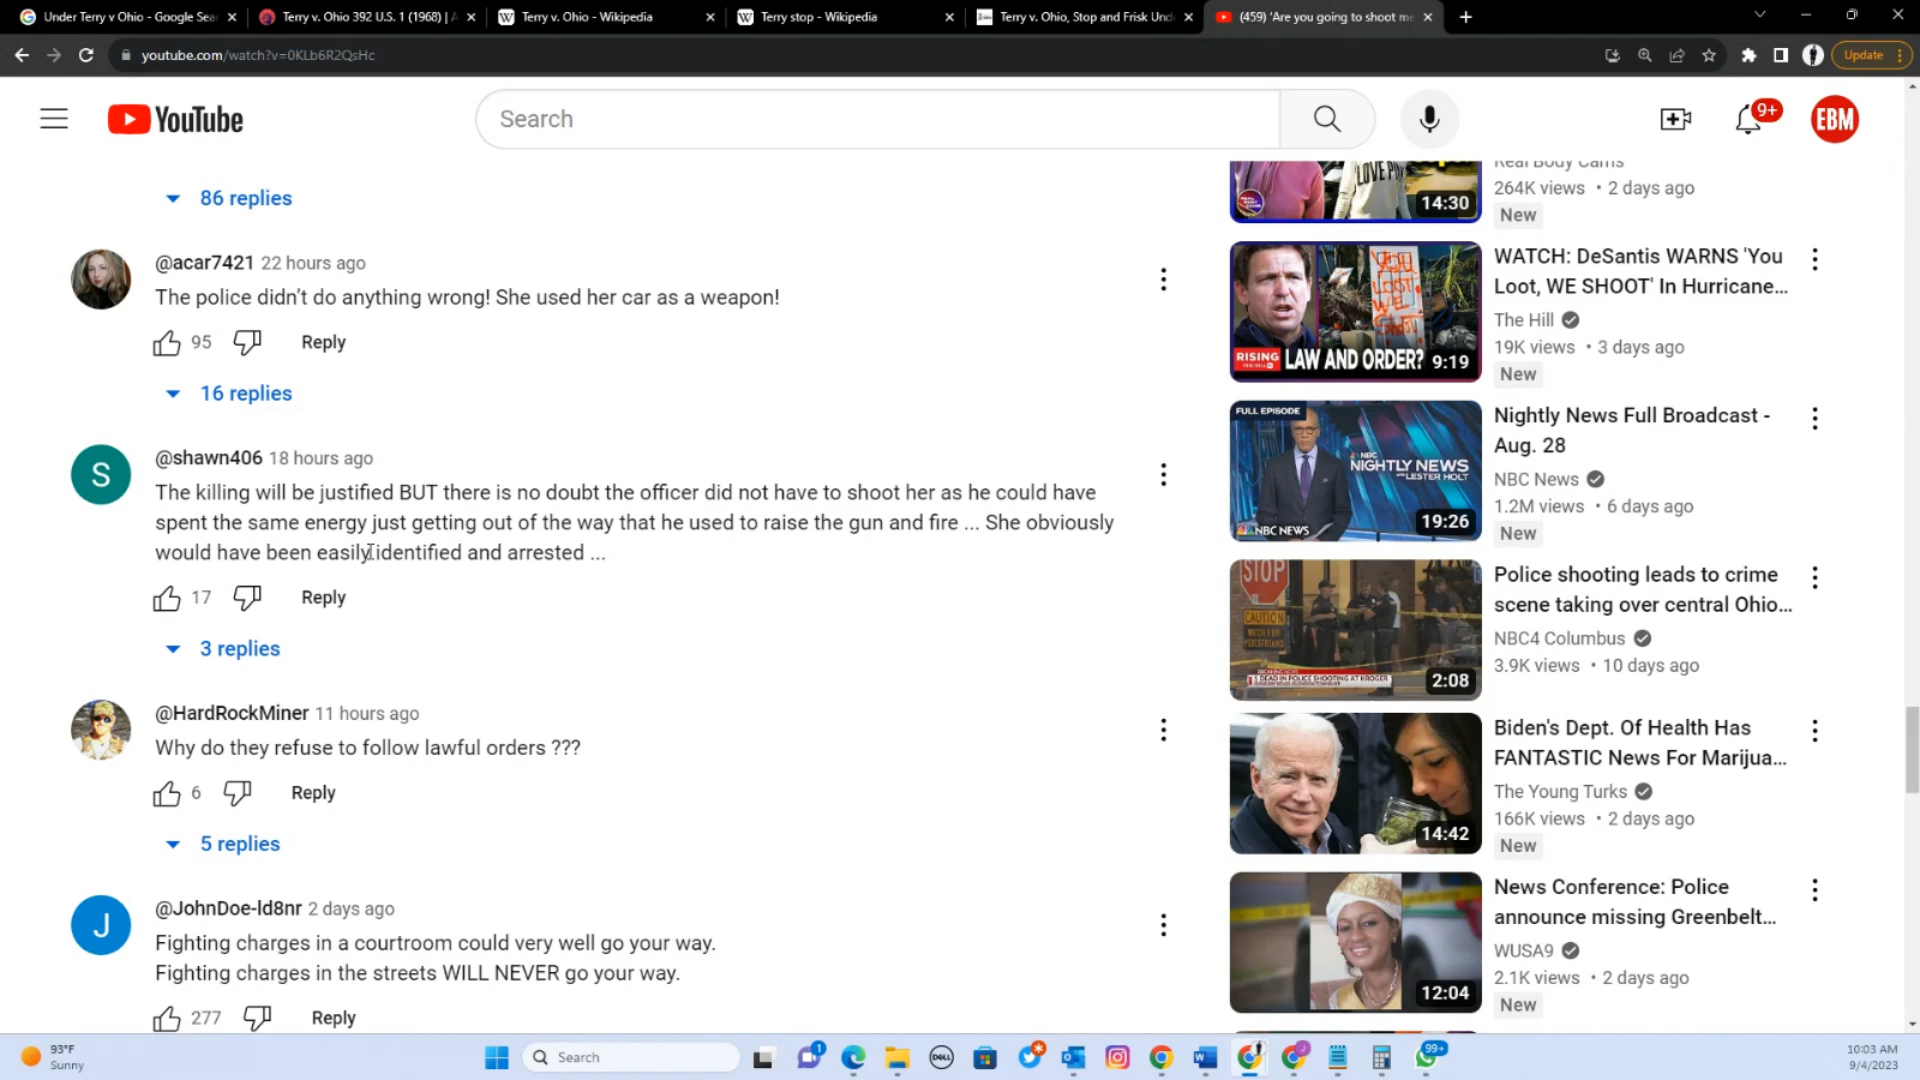 Under Terry v Ohio - Google Sea
Terry v. Ohio 392 U.S. 1 (1968) | A
Terry v. Ohio - Wikipedia
Terry stop - Wikipedia
Terry v. Ohio, Stop and Frisk Und
(459) 'Are you going to shoot me
youtube.com/watch?v=0KLb6R2QsHc
Update
YouTube
Search
9+
EBM
86 replies
@acar7421 22 hours ago
The police didn't do anything wrong! She used her car as a weapon!
95 Reply
16 replies
S
@shawn406 18 hours ago
The killing will be justified BUT there is no doubt the officer did not have to shoot her as he could have
spent the same energy just getting out of the way that he used to raise the gun and fire ... She obviously
would have been easily identified and arrested ...
17 Reply
3 replies
@HardRockMiner 11 hours ago
Why do they refuse to follow lawful orders ???
6 Reply
5 replies
J
@JohnDoe-ld8nr 2 days ago
Fighting charges in a courtroom could very well go your way.
Fighting charges in the streets WILL NEVER go your way.
277 Reply
14:30
Real Body Cams
264K views • 2 days ago
New
YOU
LOOT
WE
SHOOT
RISING
LAW AND ORDER?
9:19
WATCH: DeSantis WARNS 'You
Loot, WE SHOOT' In Hurricane...
The Hill
19K views • 3 days ago
New
FULL EPISODE
NBC
NIGHTLY NEWS
WITH LESTER HOLT
NBC NEWS
19:26
Nightly News Full Broadcast -
Aug. 28
NBC News
1.2M views • 6 days ago
New
STOP
CAUTION
WATCH FOR
PEDESTRIANS
1 DEAD IN POLICE SHOOTING AT KROGER
2:08
Police shooting leads to crime
scene taking over central Ohio...
NBC4 Columbus
3.9K views • 10 days ago
14:42
Biden's Dept. Of Health Has
FANTASTIC News For Marijua...
The Young Turks
166K views • 2 days ago
New
12:04
News Conference: Police
announce missing Greenbelt...
WUSA9
2.1K views • 2 days ago
New
93°F
Sunny
Search
1
DELL
99+
10:03 AM
9/4/2023